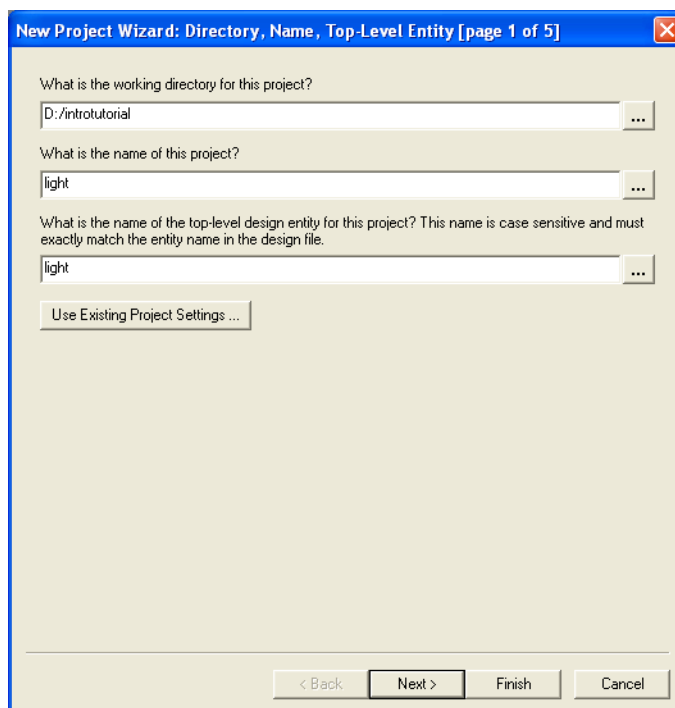 New Project Wizard: Directory, Name, Top-Level Entity [page 1 of 5]
What is the working directory for this project?
D:/introtutorial
...
What is the name of this project?
light
...
What is the name of the top-level design entity for this project? This name is case sensitive and must
exactly match the entity name in the design file.
light
...
Use Existing Project Settings ...
< Back
Next >
Finish
Cancel